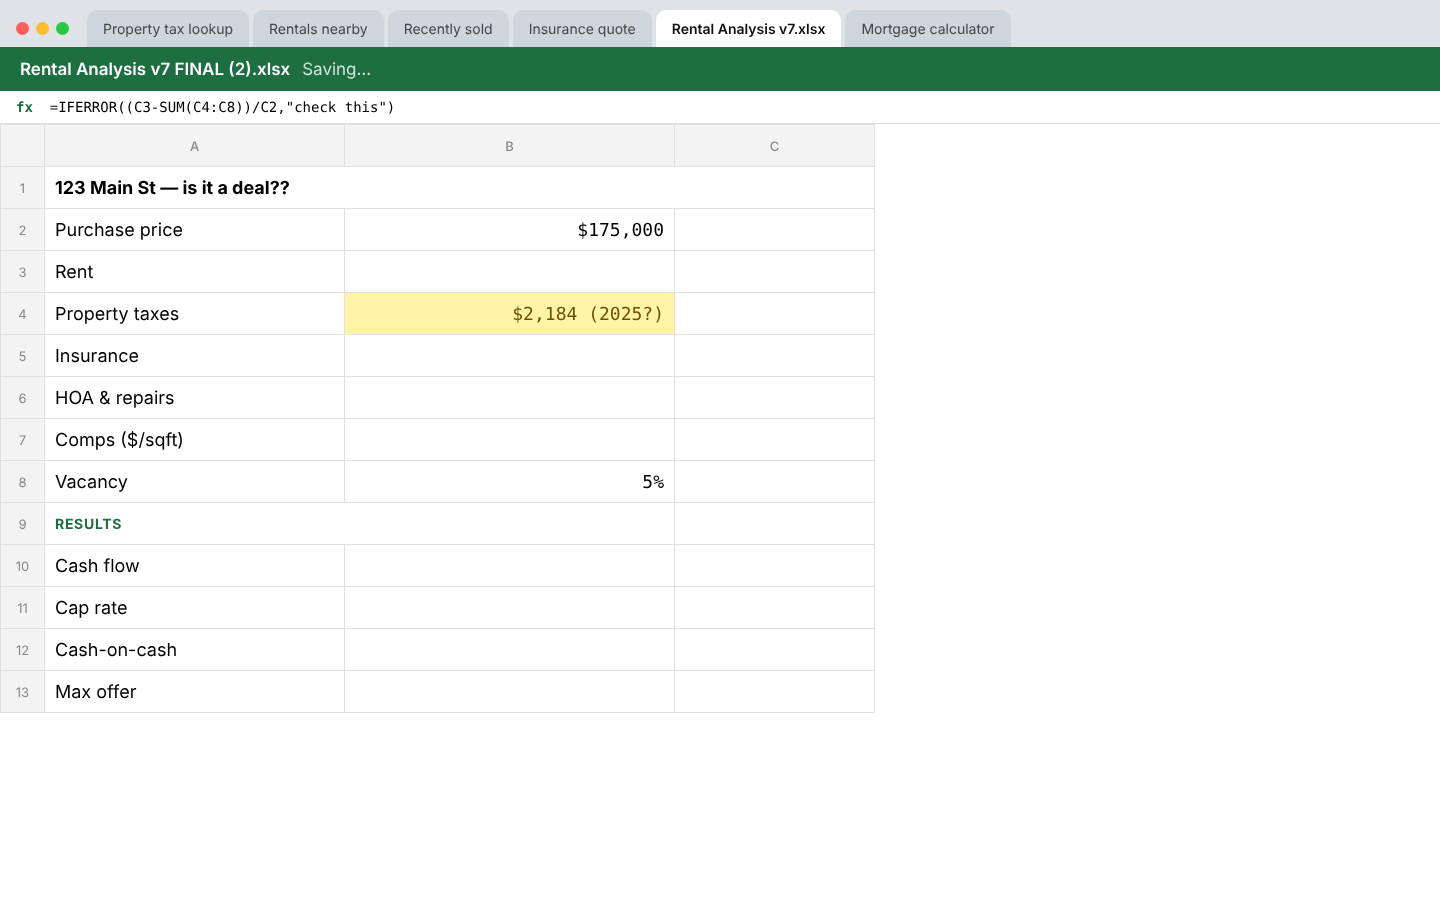 Property tax lookup
Rentals nearby
Recently sold
Insurance quote
Rental Analysis v7.xlsx
Mortgage calculator
Rental Analysis v7 FINAL (2).xlsx Saving…
fx =IFERROR((C3-SUM(C4:C8))/C2,"check this")
A B C
1 123 Main St — is it a deal??
2 Purchase price $175,000
3 Rent
4 Property taxes $2,184 (2025?)
5 Insurance
6 HOA & repairs
7 Comps ($/sqft)
8 Vacancy 5%
9 RESULTS
10 Cash flow
11 Cap rate
12 Cash-on-cash
13 Max offer